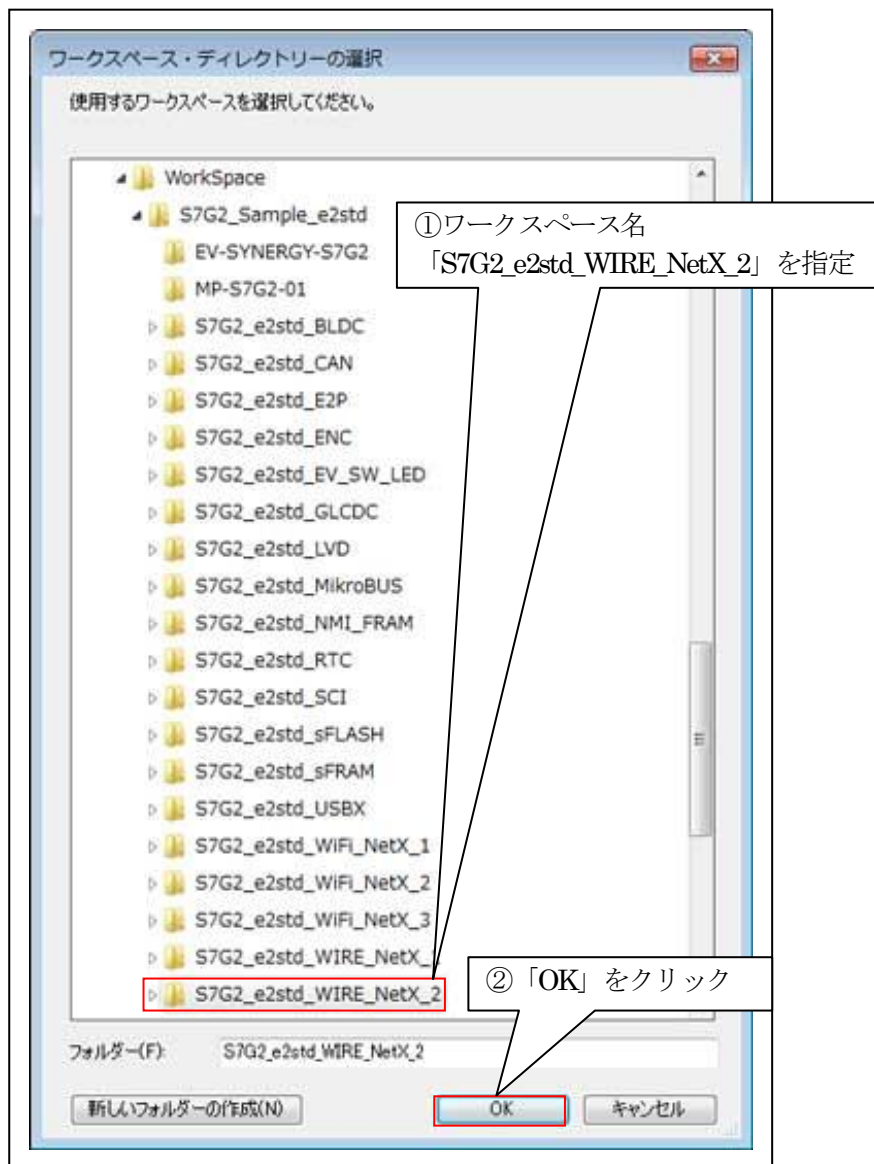 ワークスペース・ディレクトリーの選択
使用するワークスペースを選択してください。
WorkSpace
S7G2_Sample_e2std
EV-SYNERGY-S7G2
MP-S7G2-01
S7G2_e2std_BLDC
S7G2_e2std_CAN
S7G2_e2std_E2P
S7G2_e2std_ENC
S7G2_e2std_EV_SW_LED
S7G2_e2std_GLCDC
S7G2_e2std_LVD
S7G2_e2std_MikroBUS
S7G2_e2std_NMI_FRAM
S7G2_e2std_RTC
S7G2_e2std_SCI
S7G2_e2std_sFLASH
S7G2_e2std_sFRAM
S7G2_e2std_USBX
S7G2_e2std_WiFi_NetX_1
S7G2_e2std_WiFi_NetX_2
S7G2_e2std_WiFi_NetX_3
S7G2_e2std_WIRE_NetX_1
S7G2_e2std_WIRE_NetX_2
①ワークスペース名
「S7G2_e2std_WIRE_NetX_2」を指定
②「OK」をクリック
フォルダー(F): S7G2_e2std_WIRE_NetX_2
新しいフォルダーの作成(N) OK キャンセル